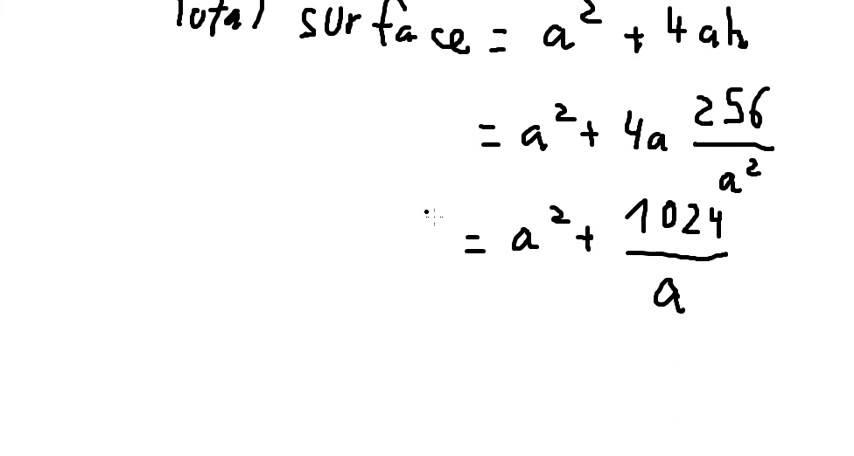 Total surface = a² + 4ah
= a² + 4a 256/a²
= a² + 1024/a